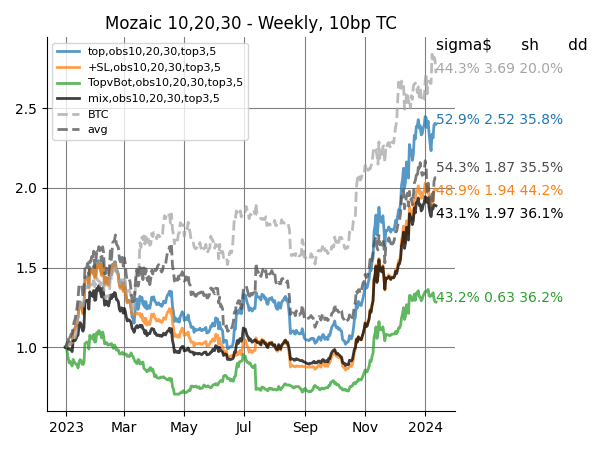 Mozaic 10,20,30 - Weekly, 10bp TC
sigma$ sh dd
top,obs10,20,30,top3,5
+SL,obs10,20,30,top3,5
TopvBot,obs10,20,30,top3,5
mix,obs10,20,30,top3,5
BTC
avg
44.3% 3.69 20.0%
52.9% 2.52 35.8%
54.3% 1.87 35.5%
48.9% 1.94 44.2%
43.1% 1.97 36.1%
43.2% 0.63 36.2%
2.5
2.0
1.5
1.0
2023 Mar May Jul Sep Nov 2024